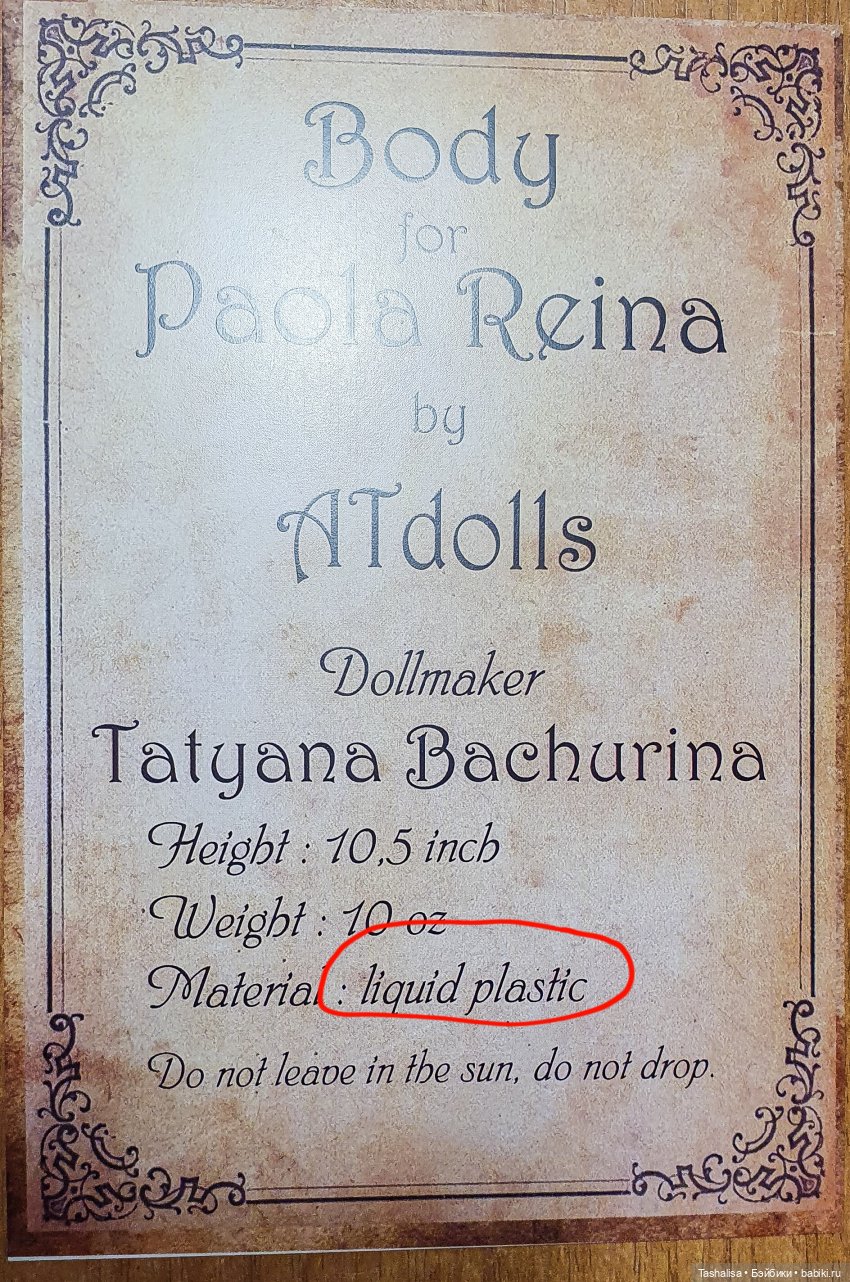 Body
for
Paola Reina
by
ATdolls
Dollmaker
Tatyana Bachurina
Height : 10,5 inch
Weight : 10 oz
Material : liquid plastic
Do not leave in the sun, do not drop.
Tashalisa • Бэйбики • babiki.ru